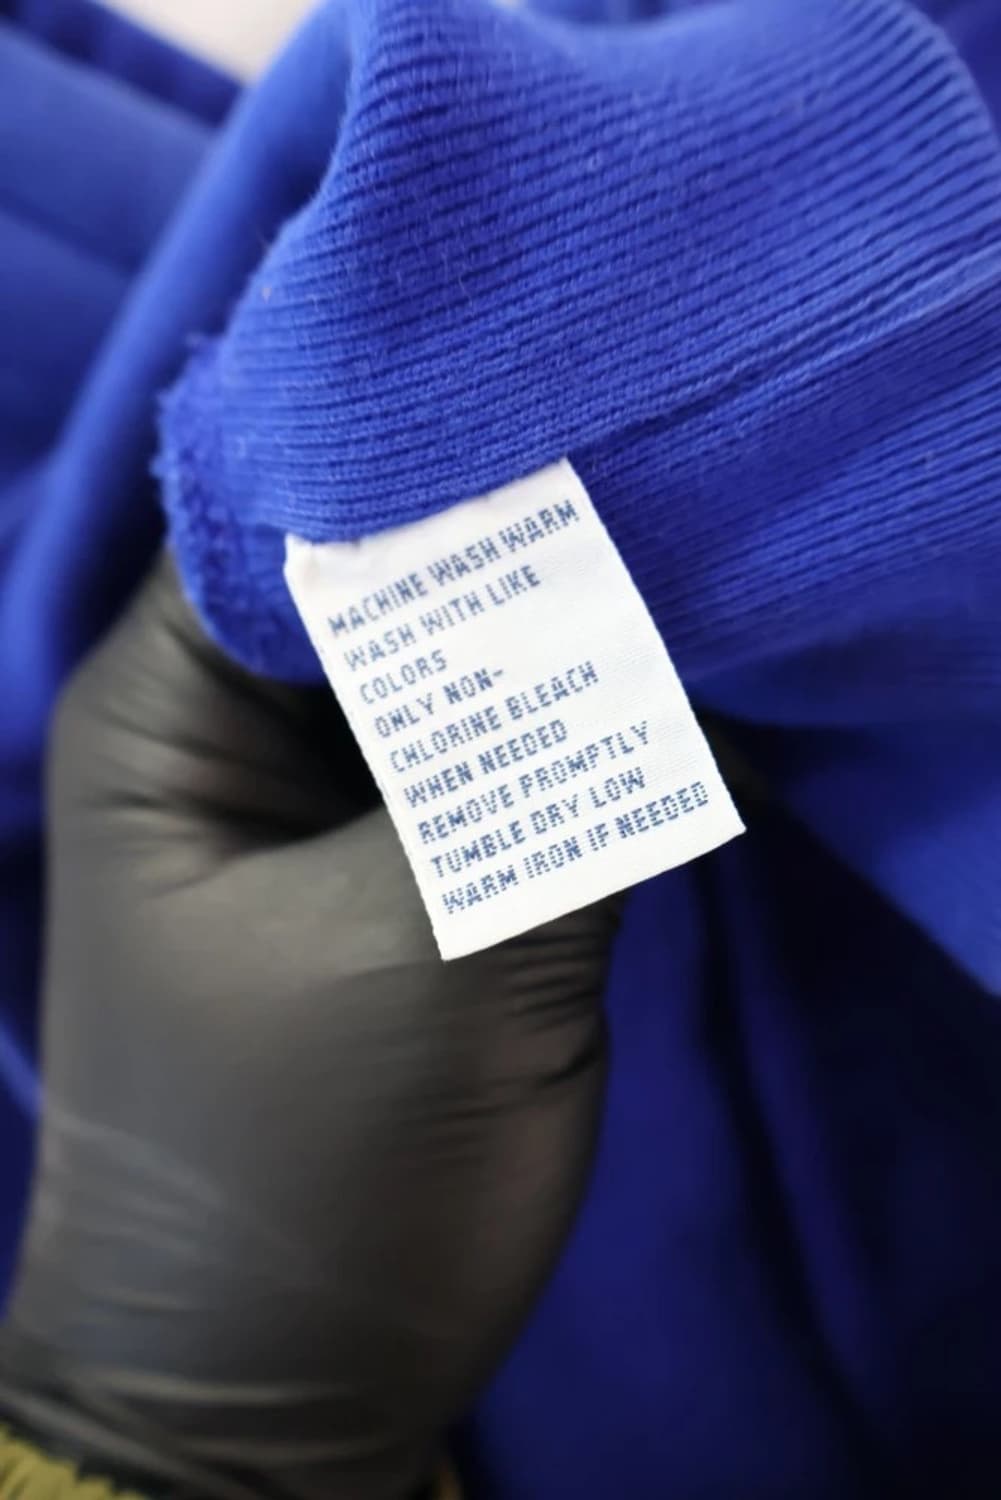 MACHINE WASH WARM
WASH WITH LIKE
COLORS
ONLY NON-
CHLORINE BLEACH
WHEN NEEDED
REMOVE PROMPTLY
TUMBLE DRY LOW
WARM IRON IF NEEDED